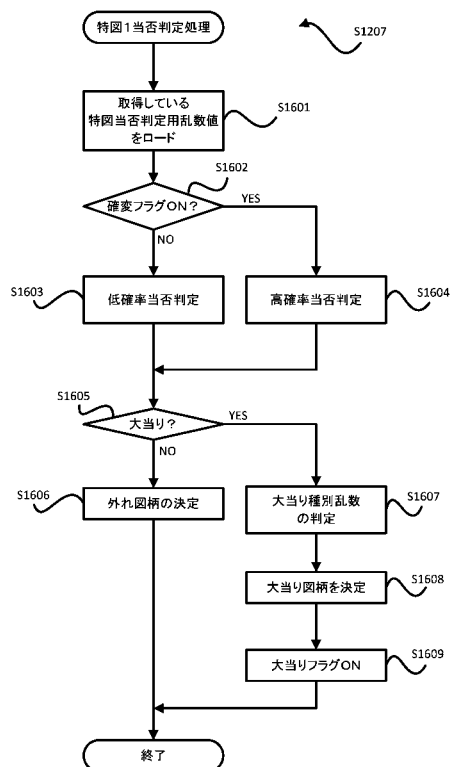 特図1当否判定処理
S1207
取得している
特図当否判定用乱数値
をロード
S1601
S1602
確変フラグON?
YES
NO
S1603
低確率当否判定
高確率当否判定
S1604
S1605
大当り?
YES
NO
S1606
外れ図柄の決定
大当り種別乱数
の判定
S1607
大当り図柄を決定
S1608
大当りフラグON
S1609
終了